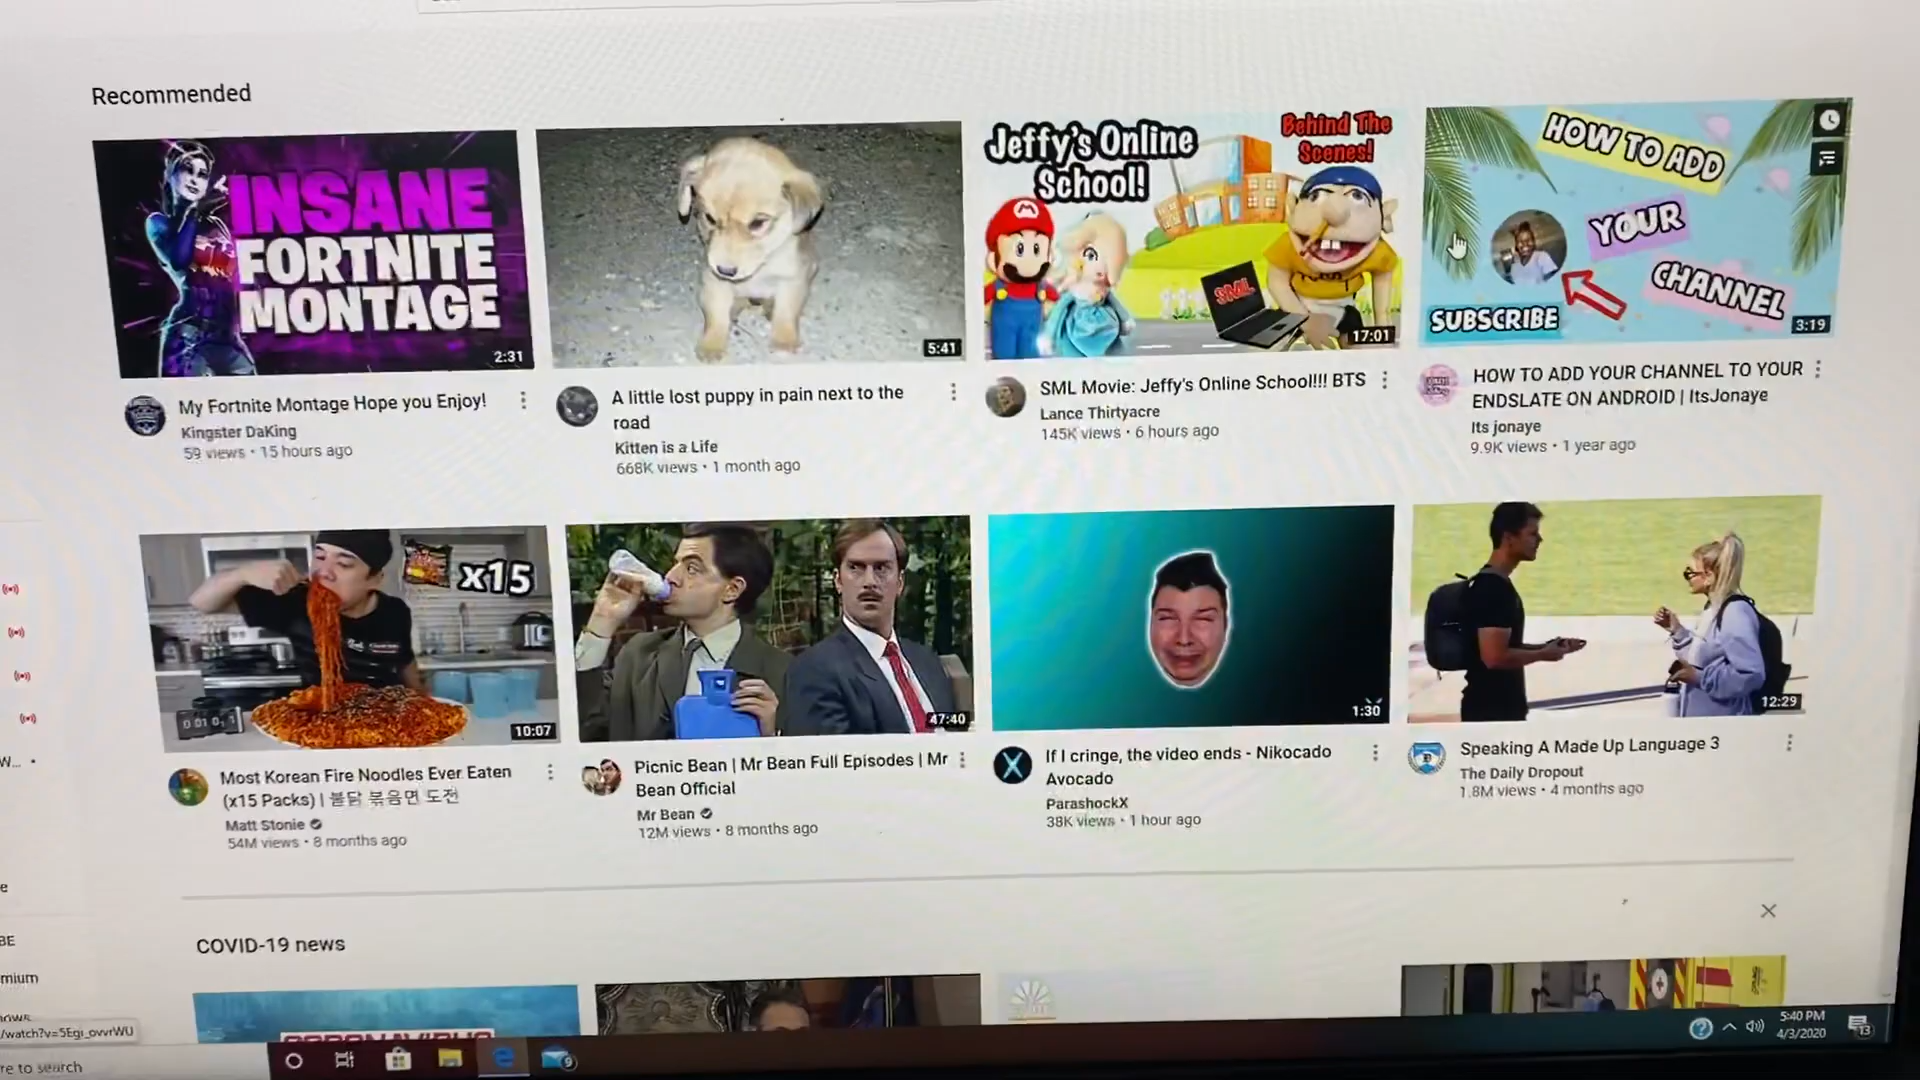 Recommended
INSANE
FORTNITE
MONTAGE
2:31
5:41
Jeffy's Online
School!
Behind The
Scenes!
SML
17:01
HOW TO ADD
YOUR
CHANNEL
SUBSCRIBE
3:19
My Fortnite Montage Hope you Enjoy!
Kingster DaKing
59 views • 15 hours ago
A little lost puppy in pain next to the
road
Kitten is a Life
668K views • 1 month ago
SML Movie: Jeffy's Online School!!! BTS
Lance Thirtyacre
145K views • 6 hours ago
HOW TO ADD YOUR CHANNEL TO YOUR
ENDSLATE ON ANDROID | ItsJonaye
Its jonaye
9.9K views • 1 year ago
x15
10:07
47:40
1:30
12:29
Most Korean Fire Noodles Ever Eaten
(x15 Packs) | 불닭 볶음면 도전
Matt Stonie
54M views • 8 months ago
Picnic Bean | Mr Bean Full Episodes | Mr
Bean Official
Mr Bean
12M views • 8 months ago
If I cringe, the video ends - Nikocado
Avocado
ParashockX
38K views • 1 hour ago
Speaking A Made Up Language 3
The Daily Dropout
1.8M views • 4 months ago
W... •
e
BE
mium
COVID-19 news
CORONAVIRUS
/watch?v=5Egi_ovvrWU
re to search
9
5:40 PM
4/3/2020
13